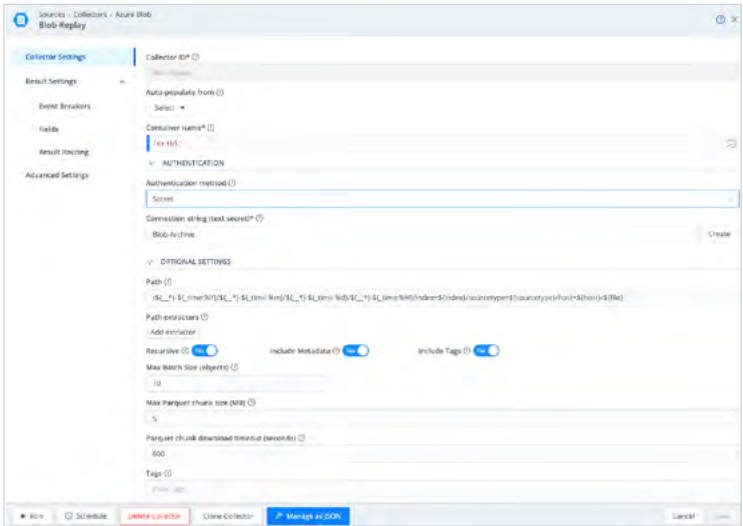 Sources › Collectors › Azure Blob
Blob Replay
Collector Settings
Result Settings
Event Breakers
Fields
Result Routing
Advanced Settings
Collector ID*
Auto-populate from
Select
Container name*
AUTHENTICATION
Authentication method
Secret
Connection string (text secret)*
Blob-Archive
Create
OPTIONAL SETTINGS
Path
Path extractors
Add extractor
Recursive Yes Include Metadata Yes Include Tags Yes
Max Batch Size (objects)
10
Max Parquet chunk size (MB)
5
Parquet chunk download timeout (seconds)
600
Tags
Run Schedule Delete Collector Clone Collector Manage as JSON Cancel